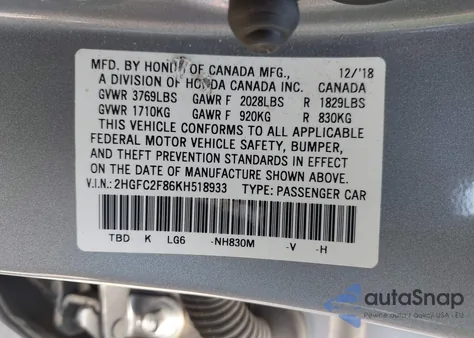 MFD. BY HONDA OF CANADA MFG., 12/'18
A DIVISION OF HONDA CANADA INC. CANADA
GVWR 3769LBS GAWR F 2028LBS R 1829LBS
GVWR 1710KG GAWR F 920KG R 830KG
THIS VEHICLE CONFORMS TO ALL APPLICABLE
FEDERAL MOTOR VEHICLE SAFETY, BUMPER,
AND THEFT PREVENTION STANDARDS IN EFFECT
ON THE DATE OF MANUFACTURE SHOWN ABOVE.
V.I.N.: 2HGFC2F86KH518933 TYPE: PASSENGER CAR
TBD K LG6 -NH830M -V -H
autoSnap